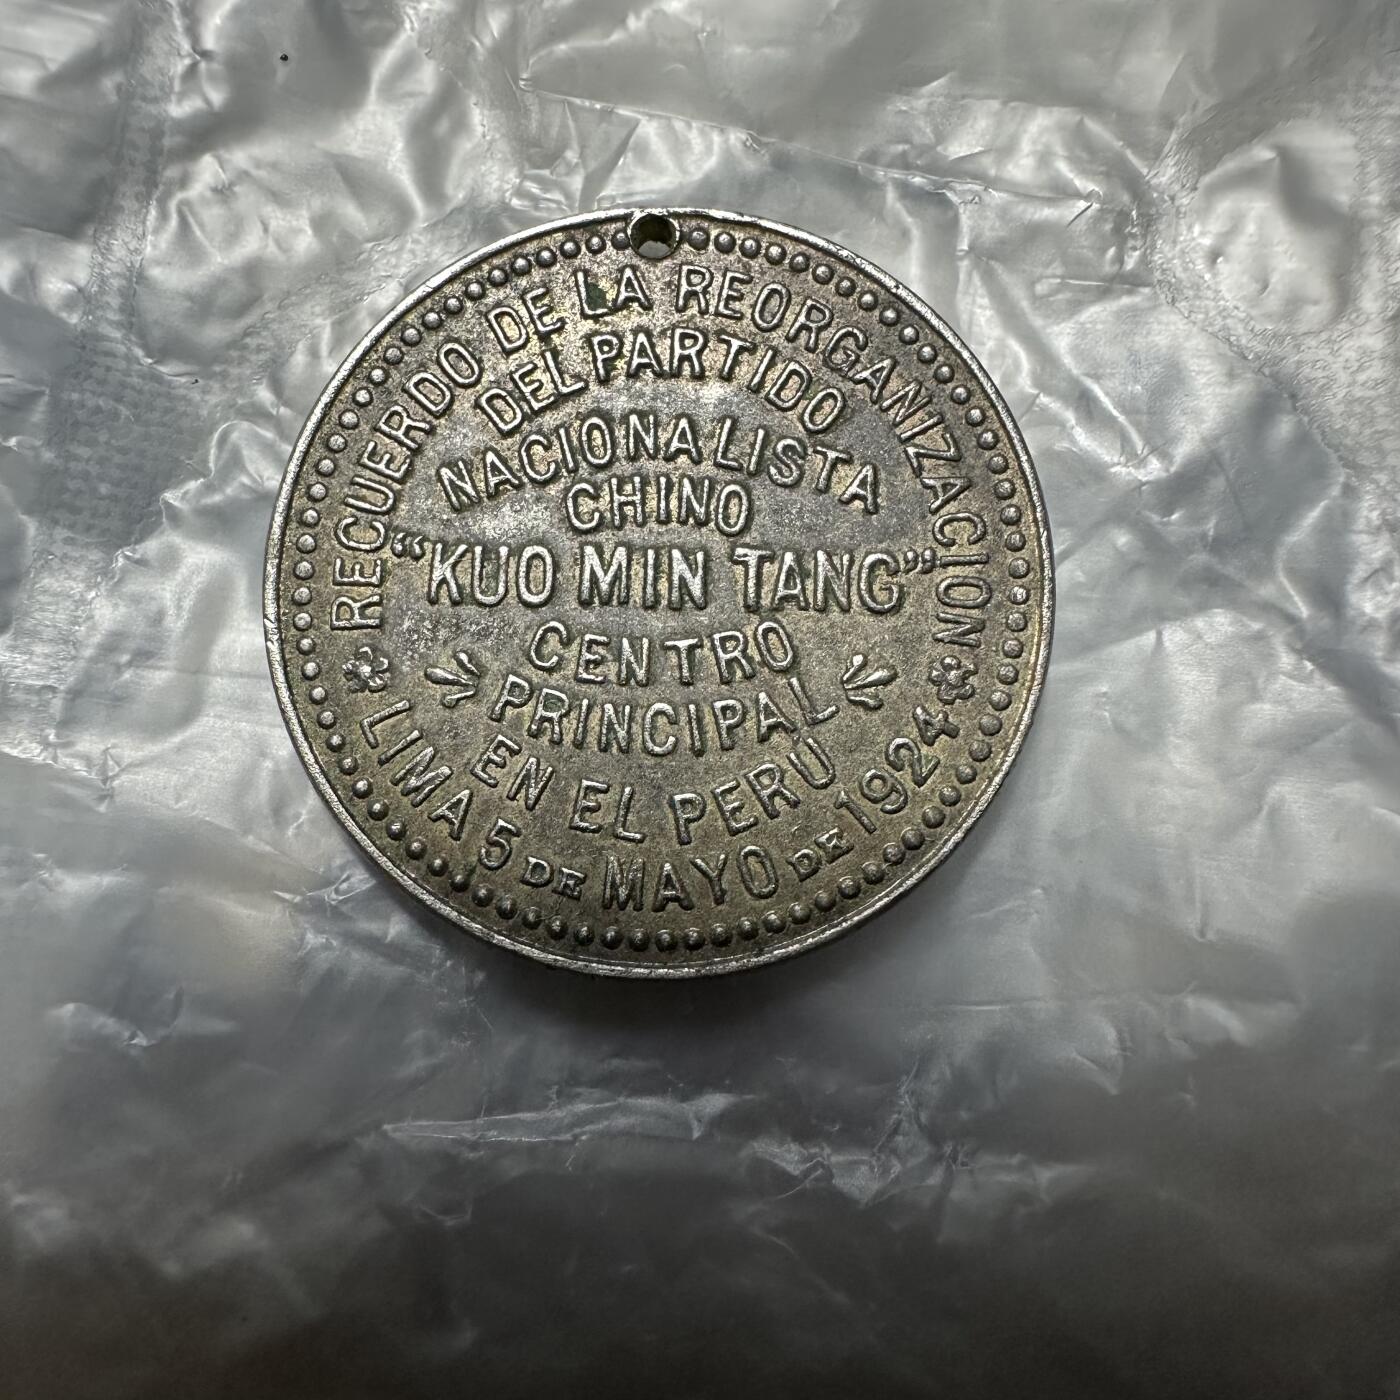 RECUERDO DE LA REORGANIZACION
DEL PARTIDO
NACIONALISTA
CHINO
"KUO MIN TANG"
CENTRO
PRINCIPAL
EN EL PERU
LIMA 5 DE MAYO DE 1924